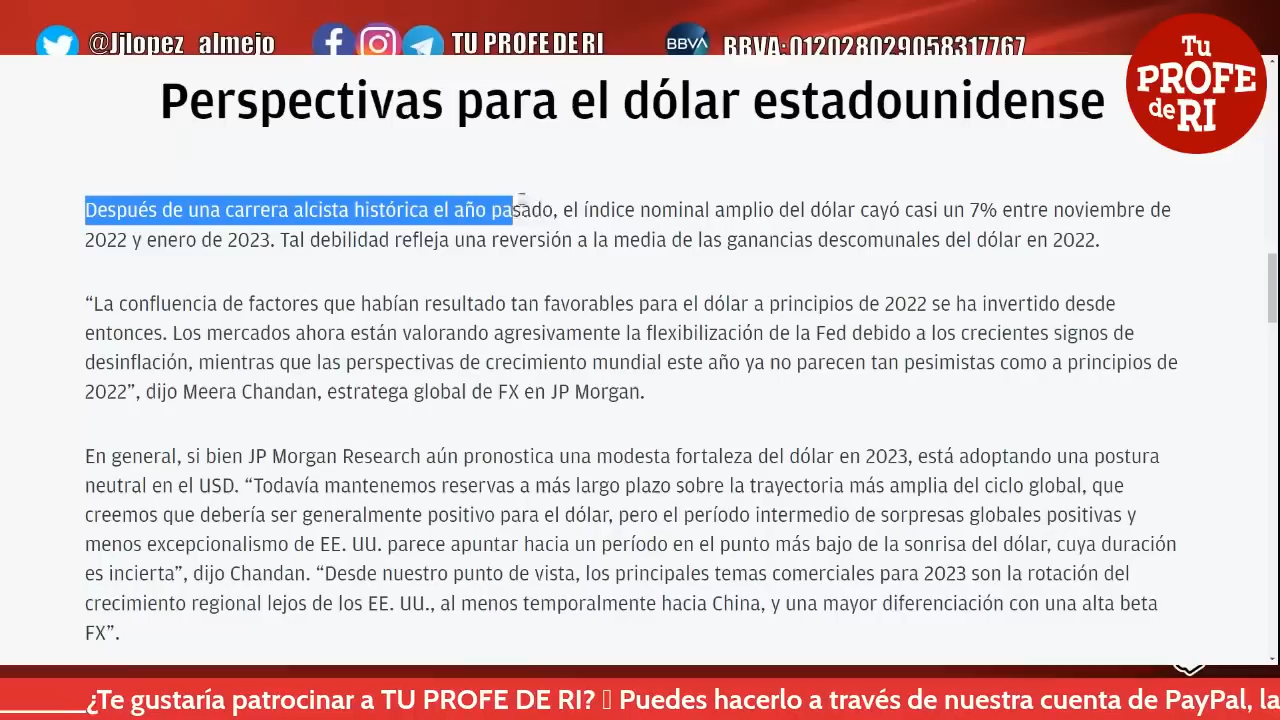 @Jjlopez_almejo
TU PROFE DE RI
BBVA
BBVA: 012028029058317767
Tu
PROFE
de RI
Perspectivas para el dólar estadounidense
Después de una carrera alcista histórica el año pasado, el índice nominal amplio del dólar cayó casi un 7% entre noviembre de
2022 y enero de 2023. Tal debilidad refleja una reversión a la media de las ganancias descomunales del dólar en 2022.
“La confluencia de factores que habían resultado tan favorables para el dólar a principios de 2022 se ha invertido desde
entonces. Los mercados ahora están valorando agresivamente la flexibilización de la Fed debido a los crecientes signos de
desinflación, mientras que las perspectivas de crecimiento mundial este año ya no parecen tan pesimistas como a principios de
2022”, dijo Meera Chandan, estratega global de FX en JP Morgan.
En general, si bien JP Morgan Research aún pronostica una modesta fortaleza del dólar en 2023, está adoptando una postura
neutral en el USD. “Todavía mantenemos reservas a más largo plazo sobre la trayectoria más amplia del ciclo global, que
creemos que debería ser generalmente positivo para el dólar, pero el período intermedio de sorpresas globales positivas y
menos excepcionalismo de EE. UU. parece apuntar hacia un período en el punto más bajo de la sonrisa del dólar, cuya duración
es incierta”, dijo Chandan. “Desde nuestro punto de vista, los principales temas comerciales para 2023 son la rotación del
crecimiento regional lejos de los EE. UU., al menos temporalmente hacia China, y una mayor diferenciación con una alta beta
FX”.
¿Te gustaría patrocinar a TU PROFE DE RI? Puedes hacerlo a través de nuestra cuenta de PayPal, la